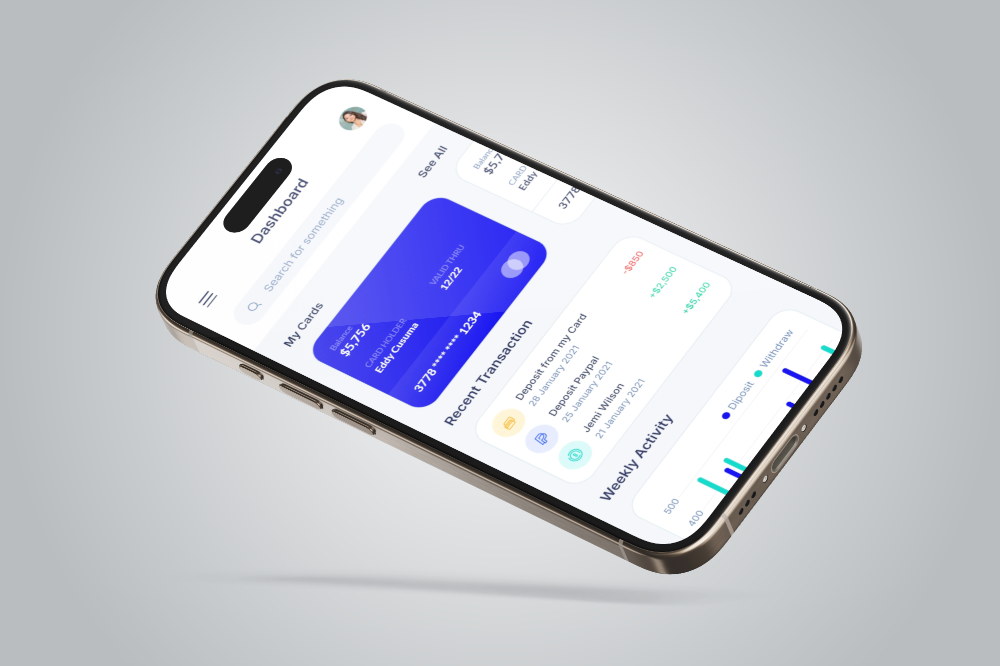 Dashboard
Search for something
My Cards
See All
Balance
$5,756
CARD HOLDER
Eddy Cusuma
VALID THRU
12/22
3778 **** **** 1234
$5,7
CARD
Eddy
3778
Recent Transaction
Deposit from my Card
28 January 2021
-$850
Deposit Paypal
25 January 2021
+$2,500
Jemi Wilson
21 January 2021
+$5,400
Weekly Activity
Diposit
Withdraw
500
400